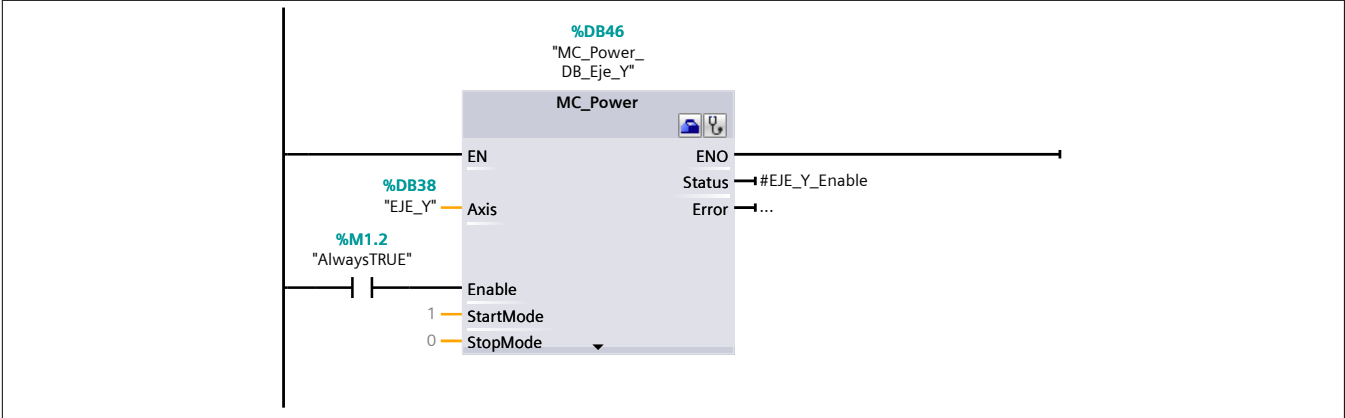 %DB46
"MC_Power_
DB_Eje_Y"
MC_Power
EN
ENO
%DB38
"EJE_Y"
Axis
Status
#EJE_Y_Enable
Error
...
%M1.2
"AlwaysTRUE"
Enable
1
StartMode
0
StopMode